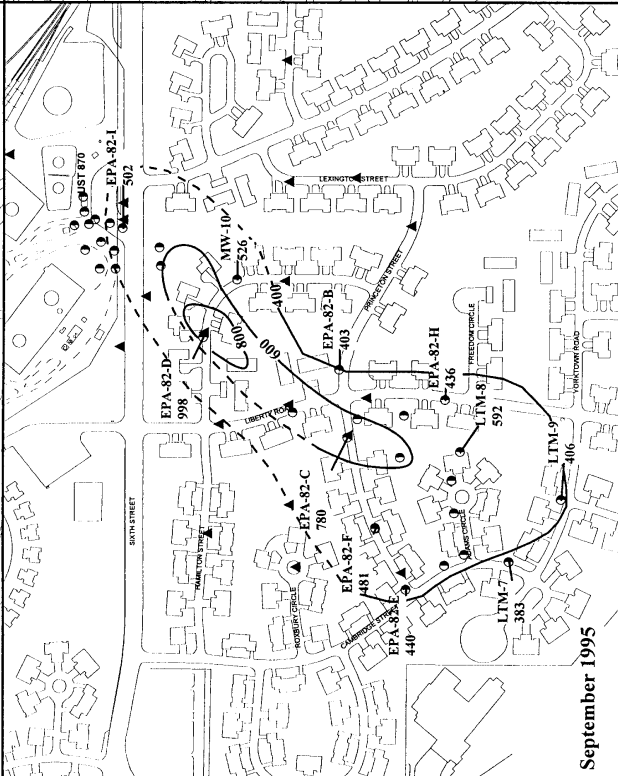 UST 870
EPA-82-I
502
LEXINGTON STREET
MW-10
526
400
800
600
EPA-82-D
998
EPA-82-B
403
PRINCETON STREET
SIXTH STREET
LIBERTY ROAD
HAMILTON STREET
EPA-82-H
436
FREEDOM CIRCLE
LTM-8
592
YORKTOWN ROAD
EPA-82-C
780
LTM-9
406
ROXBURY CIRCLE
EPA-82-F
481
CIRCLE
CAMBRIDGE STREET
EPA-82-E
440
LTM-7
383
September 1995